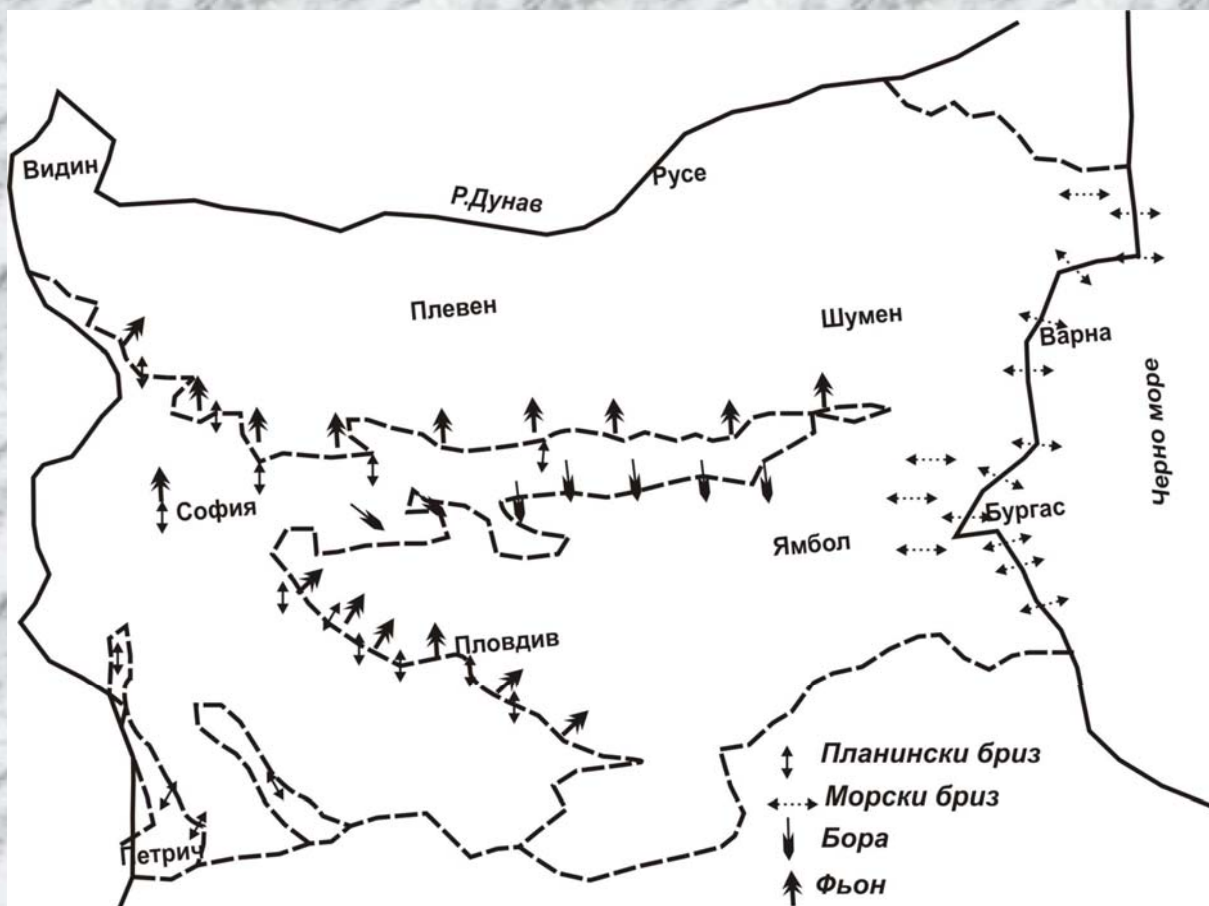 Видин
Р.Дунав
Русе
Плевен
Шумен
Варна
Черно море
София
Бургас
Ямбол
Пловдив
Петрич
Планински бриз
Морски бриз
Бора
Фьон